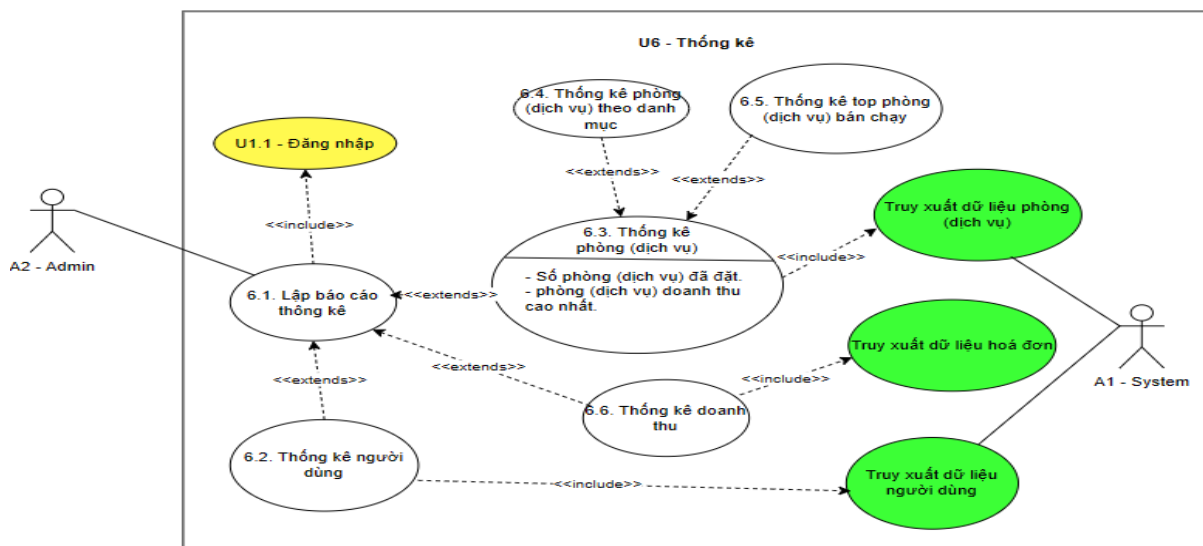 U6 - Thống kê
6.4. Thống kê phòng
(dịch vụ) theo danh
mục
6.5. Thống kê top phòng
(dịch vụ) bán chạy
U1.1 - Đăng nhập
<<extends>>
<<extends>>
Truy xuất dữ liệu phòng
(dịch vụ)
<<include>>
6.3. Thống kê
phòng (dịch vụ)
<<include>>
A2 - Admin
- Số phòng (dịch vụ) đã đặt.
- phòng (dịch vụ) doanh thu
cao nhất.
6.1. Lập báo cáo
thông kê
<<extends>>
Truy xuất dữ liệu hoá đơn
A1 - System
<<extends>>
<<extends>>
<<include>>
6.6. Thống kê doanh
thu
6.2. Thống kê người
dùng
Truy xuất dữ liệu
người dùng
<<include>>